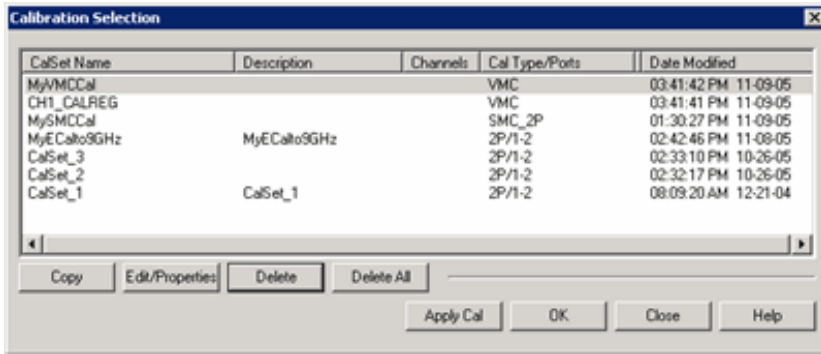 Calibration Selection
CalSet Name Description Channels Cal Type/Ports Date Modified
MyVMCCal VMC 03:41:42 PM 11-09-05
CH1_CALREG VMC 03:41:41 PM 11-09-05
MySMCCal SMC_2P 01:30:27 PM 11-09-05
MyECalto9GHz MyECalto9GHz 2P/1-2 02:42:46 PM 11-08-05
CalSet_3 2P/1-2 02:33:10 PM 10-26-05
CalSet_2 2P/1-2 02:32:17 PM 10-26-05
CalSet_1 CalSet_1 2P/1-2 08:09:20 AM 12-21-04
Copy Edit/Properties Delete Delete All
Apply Cal OK Close Help